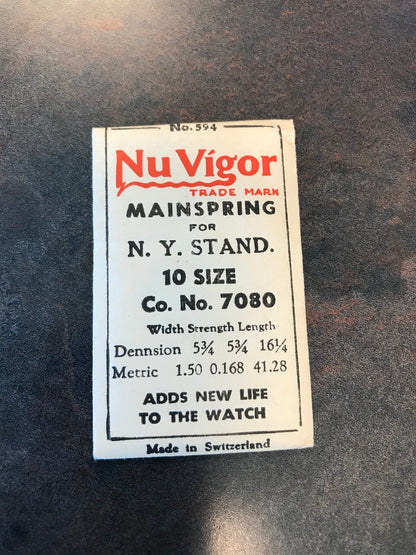 No. 594
Nu Vigor
TRADE MARK
MAINSPRING
FOR
N. Y. STAND.
10 SIZE
Co. No. 7080
Width Strength Length
Dennsion 5¾ 5¾ 16¼
Metric 1.50 0.168 41.28
ADDS NEW LIFE
TO THE WATCH
Made in Switzerland